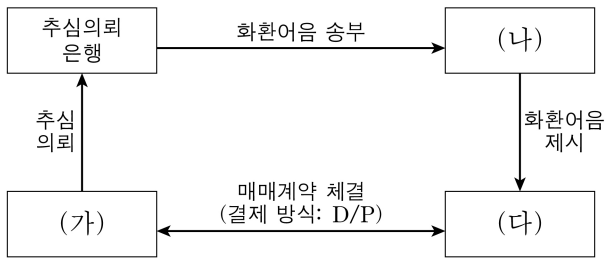 추심의뢰
은행
화환어음 송부
(나)
추심
의뢰
화환어음
제시
매매계약 체결
(결제 방식: D/P)
(가)
(다)